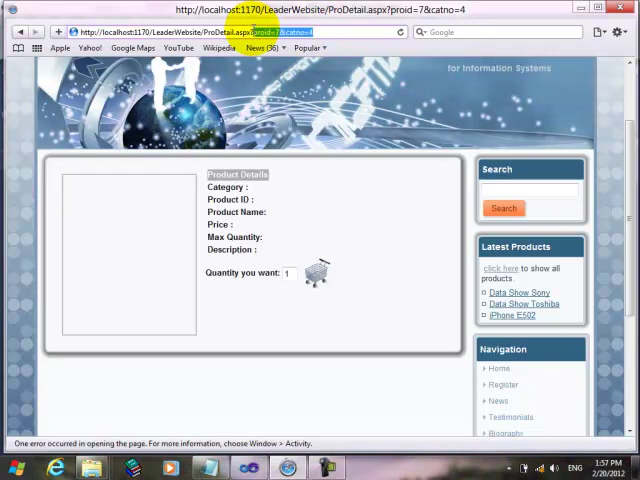 http://localhost:1170/LeaderWebsite/ProDetail.aspx?proid=7&catno=4
http://localhost:1170/LeaderWebsite/ProDetail.aspx?proid=7&catno=4
Google
Apple Yahoo! Google Maps YouTube Wikipedia News (36) Popular
for Information Systems
Product Details
Category :
Product ID :
Product Name:
Price :
Max Quantity:
Description :
Quantity you want: 1
Search
Search
Latest Products
click here to show all
products.
Data Show Sony
Data Show Toshiba
iPhone E502
Navigation
Home
Register
News
Testimonials
Biography
One error occurred in opening the page. For more information, choose Window > Activity.
ENG
1:57 PM
2/20/2012